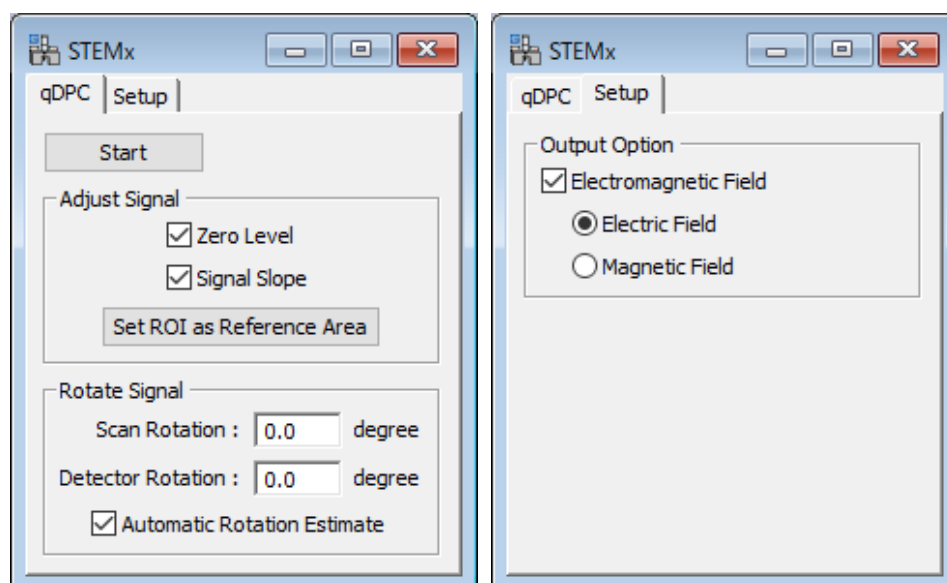 STEMx
qDPC Setup
Start
Adjust Signal
Zero Level
Signal Slope
Set ROI as Reference Area
Rotate Signal
Scan Rotation : 0.0 degree
Detector Rotation : 0.0 degree
Automatic Rotation Estimate
STEMx
qDPC Setup
Output Option
Electromagnetic Field
Electric Field
Magnetic Field